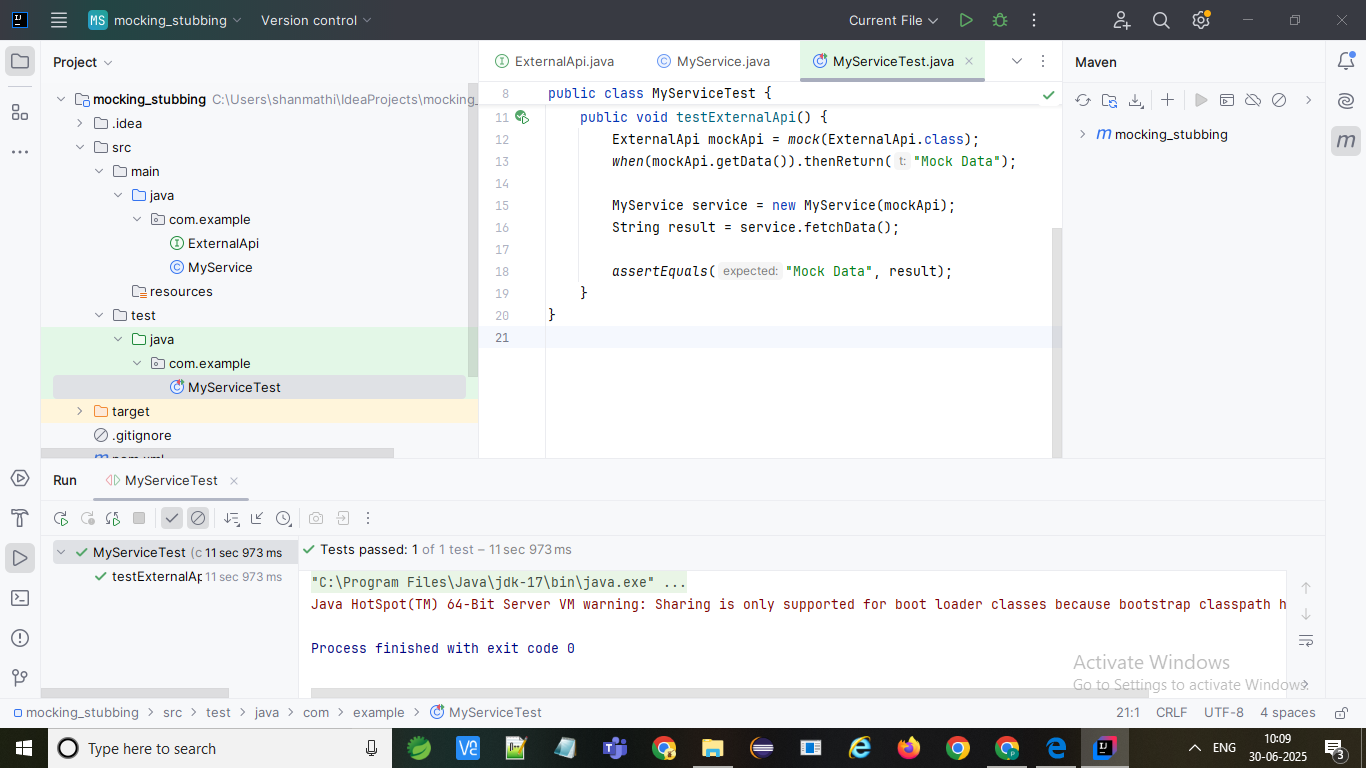 MS mocking_stubbing Version control Current File
Project
mocking_stubbing C:\Users\shanmathi\IdeaProjects\mocking_
.idea
src
main
java
com.example
ExternalApi
MyService
resources
test
java
com.example
MyServiceTest
target
.gitignore
ExternalApi.java MyService.java MyServiceTest.java
8 public class MyServiceTest {
11 public void testExternalApi() {
12 ExternalApi mockApi = mock(ExternalApi.class);
13 when(mockApi.getData()).thenReturn( t: "Mock Data");
14
15 MyService service = new MyService(mockApi);
16 String result = service.fetchData();
17
18 assertEquals( expected: "Mock Data", result);
19 }
20 }
21
Maven
mocking_stubbing
Run MyServiceTest
MyServiceTest (c 11 sec 973 ms
testExternalAp 11 sec 973 ms
Tests passed: 1 of 1 test – 11 sec 973 ms
"C:\Program Files\Java\jdk-17\bin\java.exe" ...
Java HotSpot(TM) 64-Bit Server VM warning: Sharing is only supported for boot loader classes because bootstrap classpath h
Process finished with exit code 0
Activate Windows
Go to Settings to activate Windows.
mocking_stubbing > src > test > java > com > example > MyServiceTest
21:1 CRLF UTF-8 4 spaces
Type here to search
ENG
10:09
30-06-2025
3